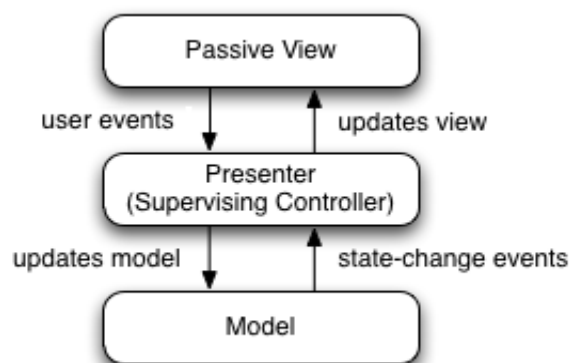 Passive View
user events
updates view
Presenter
(Supervising Controller)
updates model
state-change events
Model